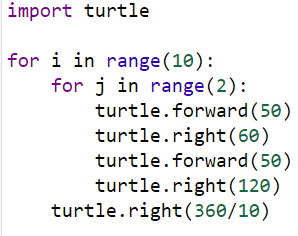 import turtle

for i in range(10):
    for j in range(2):
        turtle.forward(50)
        turtle.right(60)
        turtle.forward(50)
        turtle.right(120)
    turtle.right(360/10)